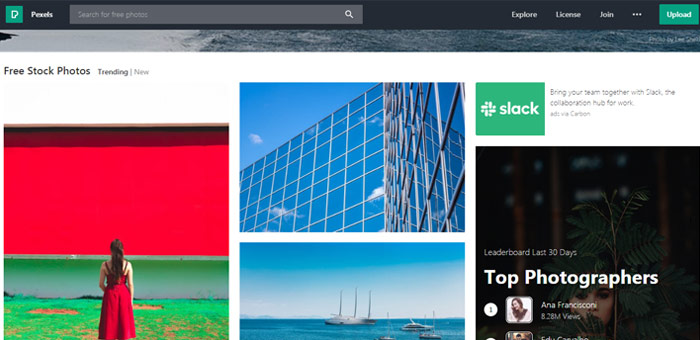 Pexels
Search for free photos
Explore
License
Join
Upload
Photo by Lee
Free Stock Photos Trending | New
slack
Bring your team together with Slack, the
collaboration hub for work.
ads via Carbon
Leaderboard Last 30 Days
Top Photographers
1
Ana Francisconi
8.28M Views
Edu Carvalho